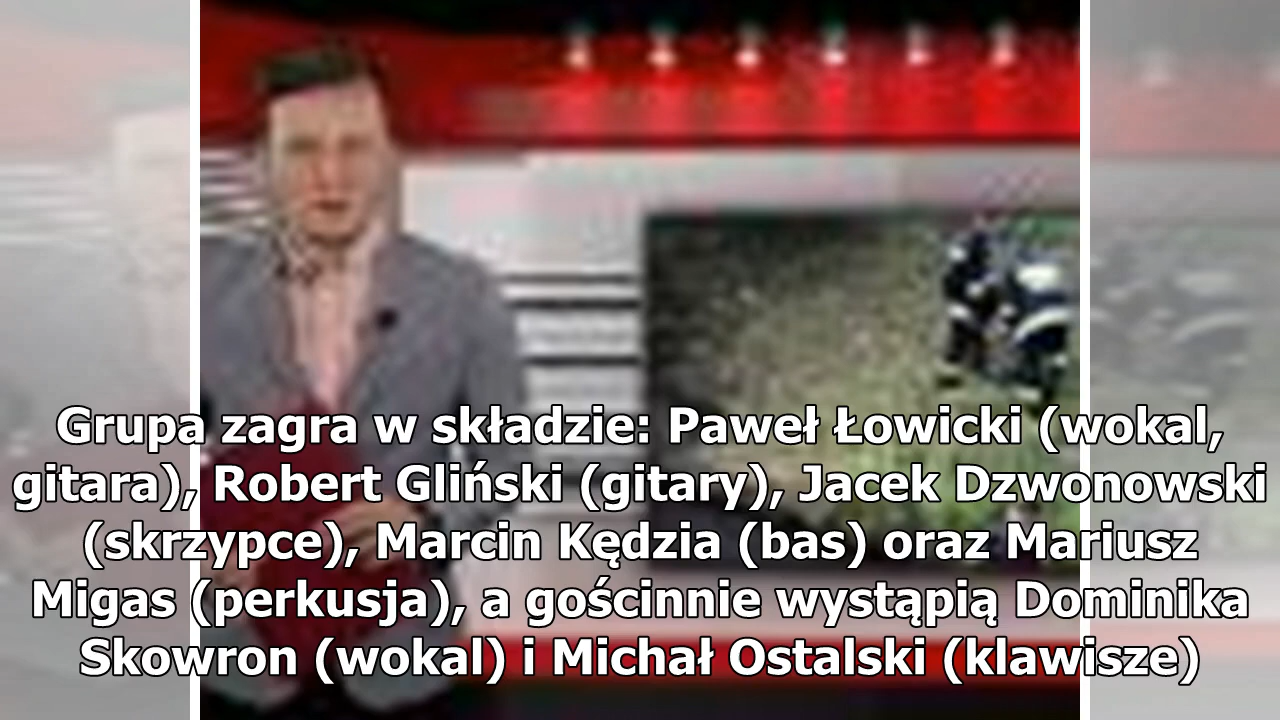 Grupa zagra w składzie: Paweł Łowicki (wokal,
gitara), Robert Gliński (gitary), Jacek Dzwonowski
(skrzypce), Marcin Kędzia (bas) oraz Mariusz
Migas (perkusja), a gościnnie wystąpią Dominika
Skowron (wokal) i Michał Ostalski (klawisze)